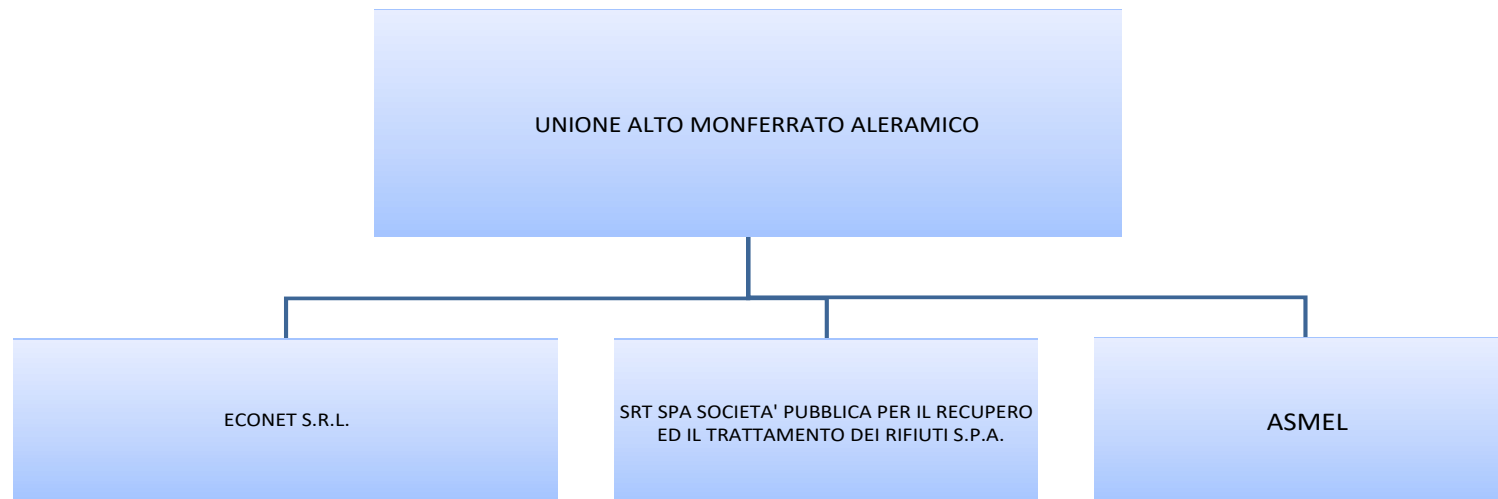 UNIONE ALTO MONFERRATO ALERAMICO
ECONET S.R.L.
SRT SPA SOCIETA' PUBBLICA PER IL RECUPERO
ED IL TRATTAMENTO DEI RIFIUTI S.P.A.
ASMEL